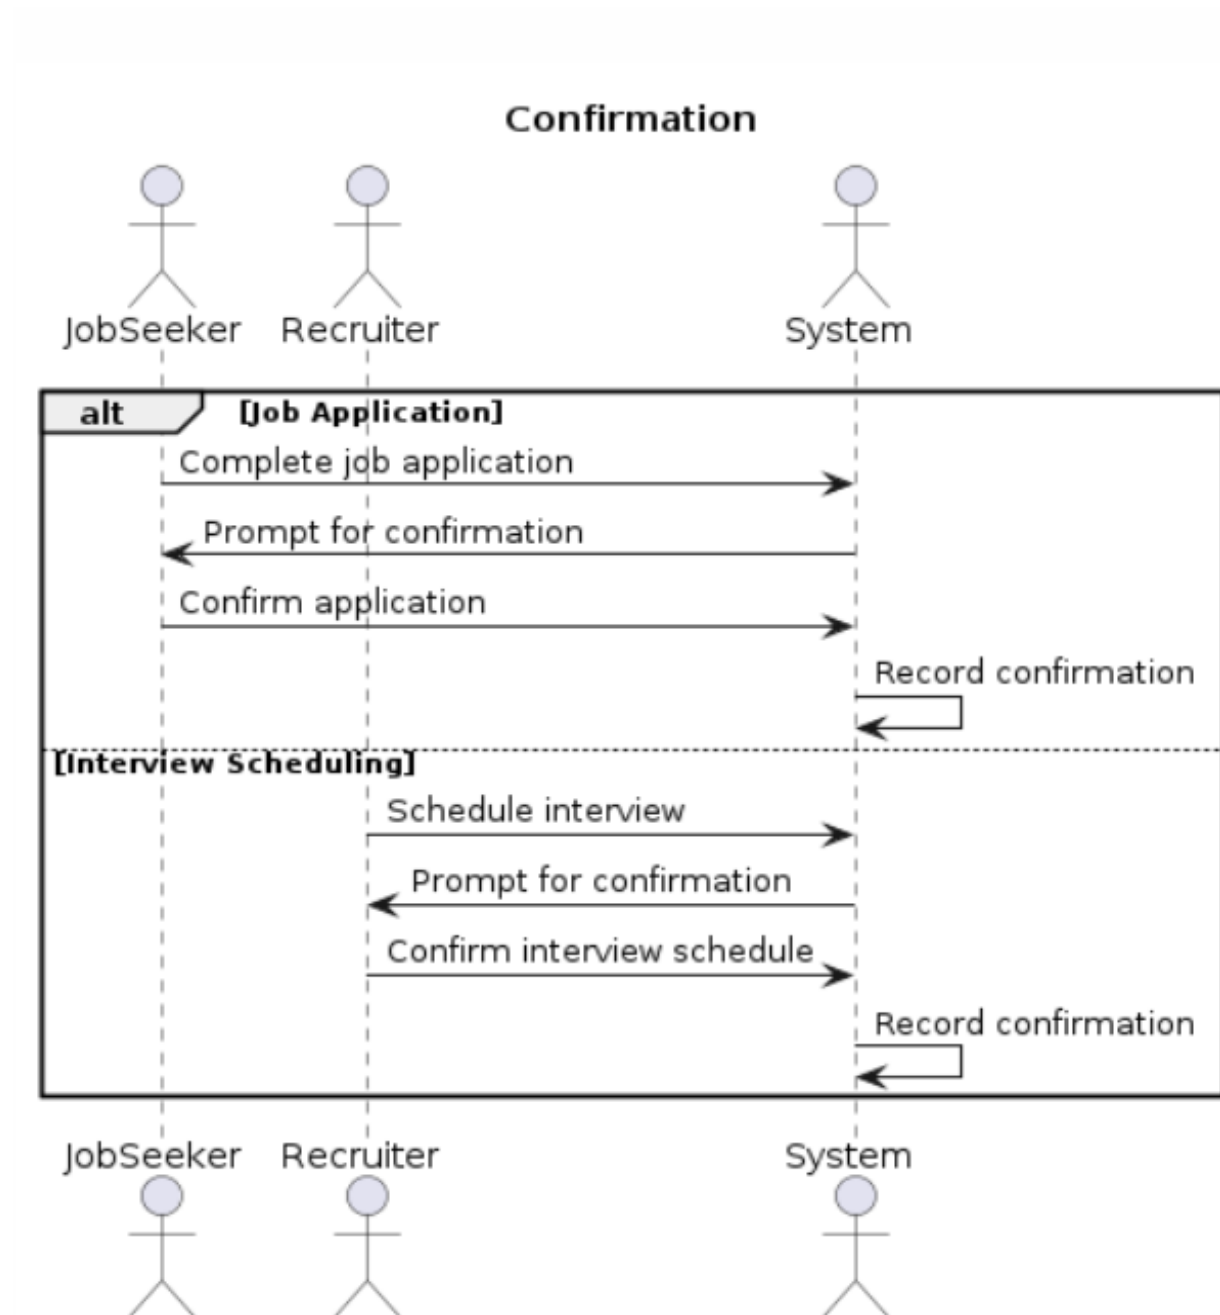 Confirmation
JobSeeker Recruiter System
alt [Job Application]
Complete job application
Prompt for confirmation
Confirm application
Record confirmation
[Interview Scheduling]
Schedule interview
Prompt for confirmation
Confirm interview schedule
Record confirmation
JobSeeker Recruiter System